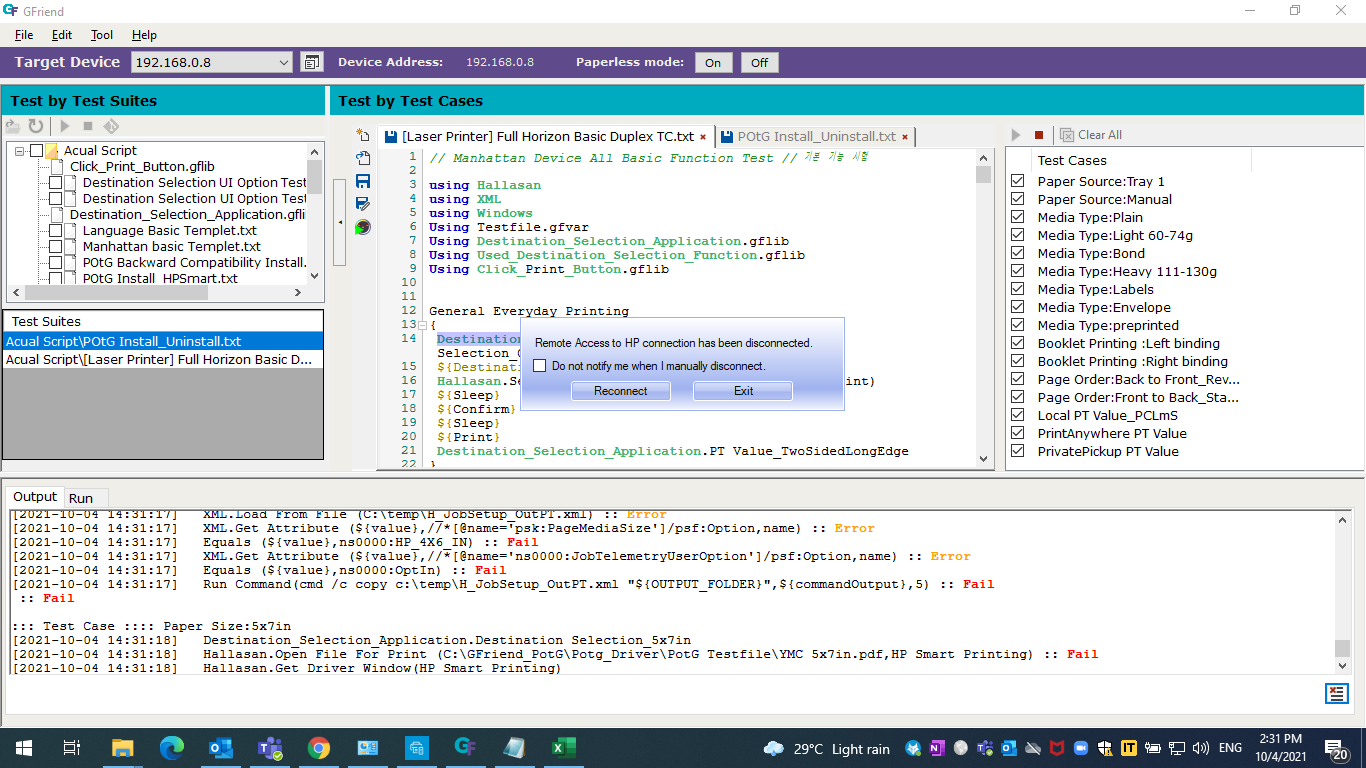 GFriend
File Edit Tool Help
Target Device 192.168.0.8 Device Address: 192.168.0.8 Paperless mode: On Off
Test by Test Suites
Acual Script
Click_Print_Button.gflib
Destination Selection UI Option Test
Destination Selection UI Option Test
Destination_Selection_Application.gfli
Language Basic Templet.txt
Manhattan basic Templet.txt
POtG Backward Compatibility Install.
POtG Install_HPSmart.txt
Test Suites
Acual Script\POtG Install_Uninstall.txt
Acual Script\[Laser Printer] Full Horizon Basic D...
Test by Test Cases
[Laser Printer] Full Horizon Basic Duplex TC.txt × POtG Install_Uninstall.txt ×
1 // Manhattan Device All Basic Function Test // 기본 기능 시험
2
3 using Hallasan
4 using XML
5 using Windows
6 Using Testfile.gfvar
7 Using Destination_Selection_Application.gflib
8 Using Used_Destination_Selection_Function.gflib
9 Using Click_Print_Button.gflib
10
11
12 General Everyday Printing
13 {
14 Destination
Selection_
15 ${Destinati
16 Hallasan.Se int)
17 ${Sleep}
18 ${Confirm}
19 ${Sleep}
20 ${Print}
21 Destination_Selection_Application.PT Value_TwoSidedLongEdge
22 }
Remote Access to HP connection has been disconnected.
Do not notify me when I manually disconnect.
Reconnect Exit
Clear All
Test Cases
Paper Source:Tray 1
Paper Source:Manual
Media Type:Plain
Media Type:Light 60-74g
Media Type:Bond
Media Type:Heavy 111-130g
Media Type:Labels
Media Type:Envelope
Media Type:preprinted
Booklet Printing :Left binding
Booklet Printing :Right binding
Page Order:Back to Front_Rev...
Page Order:Front to Back_Sta...
Local PT Value_PCLmS
PrintAnywhere PT Value
PrivatePickup PT Value
Output Run
[2021-10-04 14:31:17] XML.Load From File (C:\temp\H_JobSetup_OutPT.xml) :: Error
[2021-10-04 14:31:17] XML.Get Attribute (${value},//*[@name='psk:PageMediaSize']/psf:Option,name) :: Error
[2021-10-04 14:31:17] Equals (${value},ns0000:HP_4X6_IN) :: Fail
[2021-10-04 14:31:17] XML.Get Attribute (${value},//*[@name='ns0000:JobTelemetryUserOption']/psf:Option,name) :: Error
[2021-10-04 14:31:17] Equals (${value},ns0000:OptIn) :: Fail
[2021-10-04 14:31:17] Run Command(cmd /c copy c:\temp\H_JobSetup_OutPT.xml "${OUTPUT_FOLDER}",${commandOutput},5) :: Fail
:: Fail
::: Test Case :::: Paper Size:5x7in
[2021-10-04 14:31:18] Destination_Selection_Application.Destination Selection_5x7in
[2021-10-04 14:31:18] Hallasan.Open File For Print (C:\GFriend_PotG\Potg_Driver\PotG Testfile\YMC 5x7in.pdf,HP Smart Printing) :: Fail
[2021-10-04 14:31:18] Hallasan.Get Driver Window(HP Smart Printing)
29°C Light rain ENG 2:31 PM
10/4/2021
20